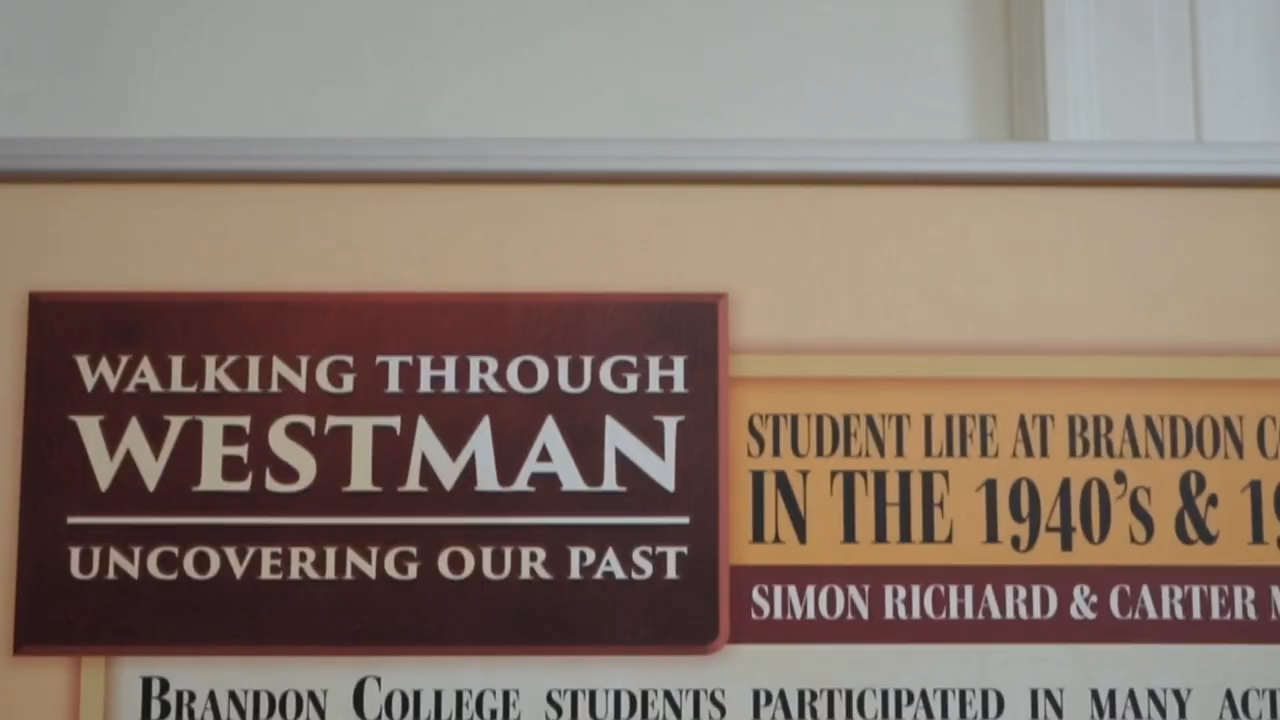 WALKING THROUGH
WESTMAN
UNCOVERING OUR PAST
STUDENT LIFE AT BRANDON
IN THE 1940's &
SIMON RICHARD & CARTER
BRANDON COLLEGE STUDENTS PARTICIPATED IN MANY